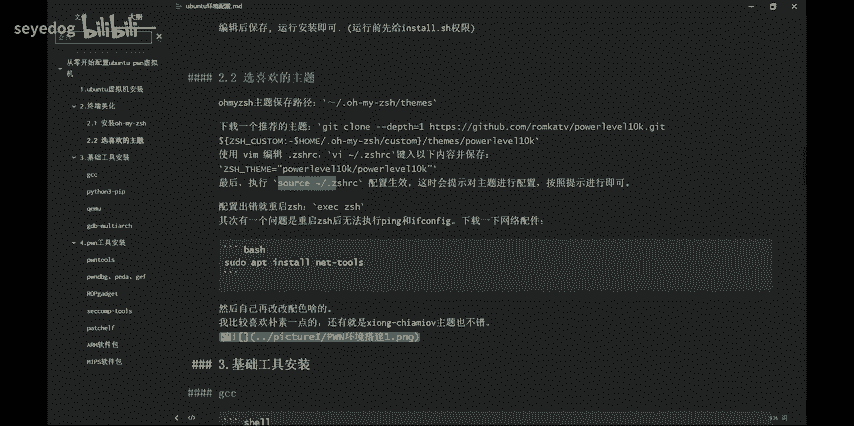 ubuntu环境配置.md
seyedog bilibili
文件
大纲
从零开始配置ubuntu pwn虚拟
机
1.ubuntu虚拟机安装
2.终端美化
2.1 安装oh-my-zsh
2.2 选喜欢的主题
3.基础工具安装
gcc
python3-pip
qemu
gdb-multiarch
4.pwn工具安装
pwntools
pwndbg、peda、gef
ROPgadget
seccomp-tools
patchelf
ARM软件包
MIPS软件包
编辑后保存, 运行安装即可. (运行前先给install.sh权限)
#### 2.2 选喜欢的主题
ohmyzsh主题保存路径: `~/.oh-my-zsh/themes`
下载一个推荐的主题: `git clone --depth=1 https://github.com/romkatv/powerlevel10k.git
${ZSH_CUSTOM:-$HOME/.oh-my-zsh/custom}/themes/powerlevel10k`
使用 vim 编辑 .zshrc, `vi ~/.zshrc`键入以下内容并保存:
`ZSH_THEME="powerlevel10k/powerlevel10k"`
最后, 执行 `source ~/.zshrc` 配置生效, 这时会提示对主题进行配置, 按照提示进行即可。
配置出错就重启zsh: `exec zsh`
其次有一个问题是重启zsh后无法执行ping和ifconfig。下载一下网络配件:
``` bash
sudo apt install net-tools
```
然后自己再改改配色啥的。
我比较喜欢朴素一点的, 还有就是xiong-chiamiov主题也不错。
![](../pictureI/PWN环境搭建1.png)
### 3.基础工具安装
#### gcc
``` shell